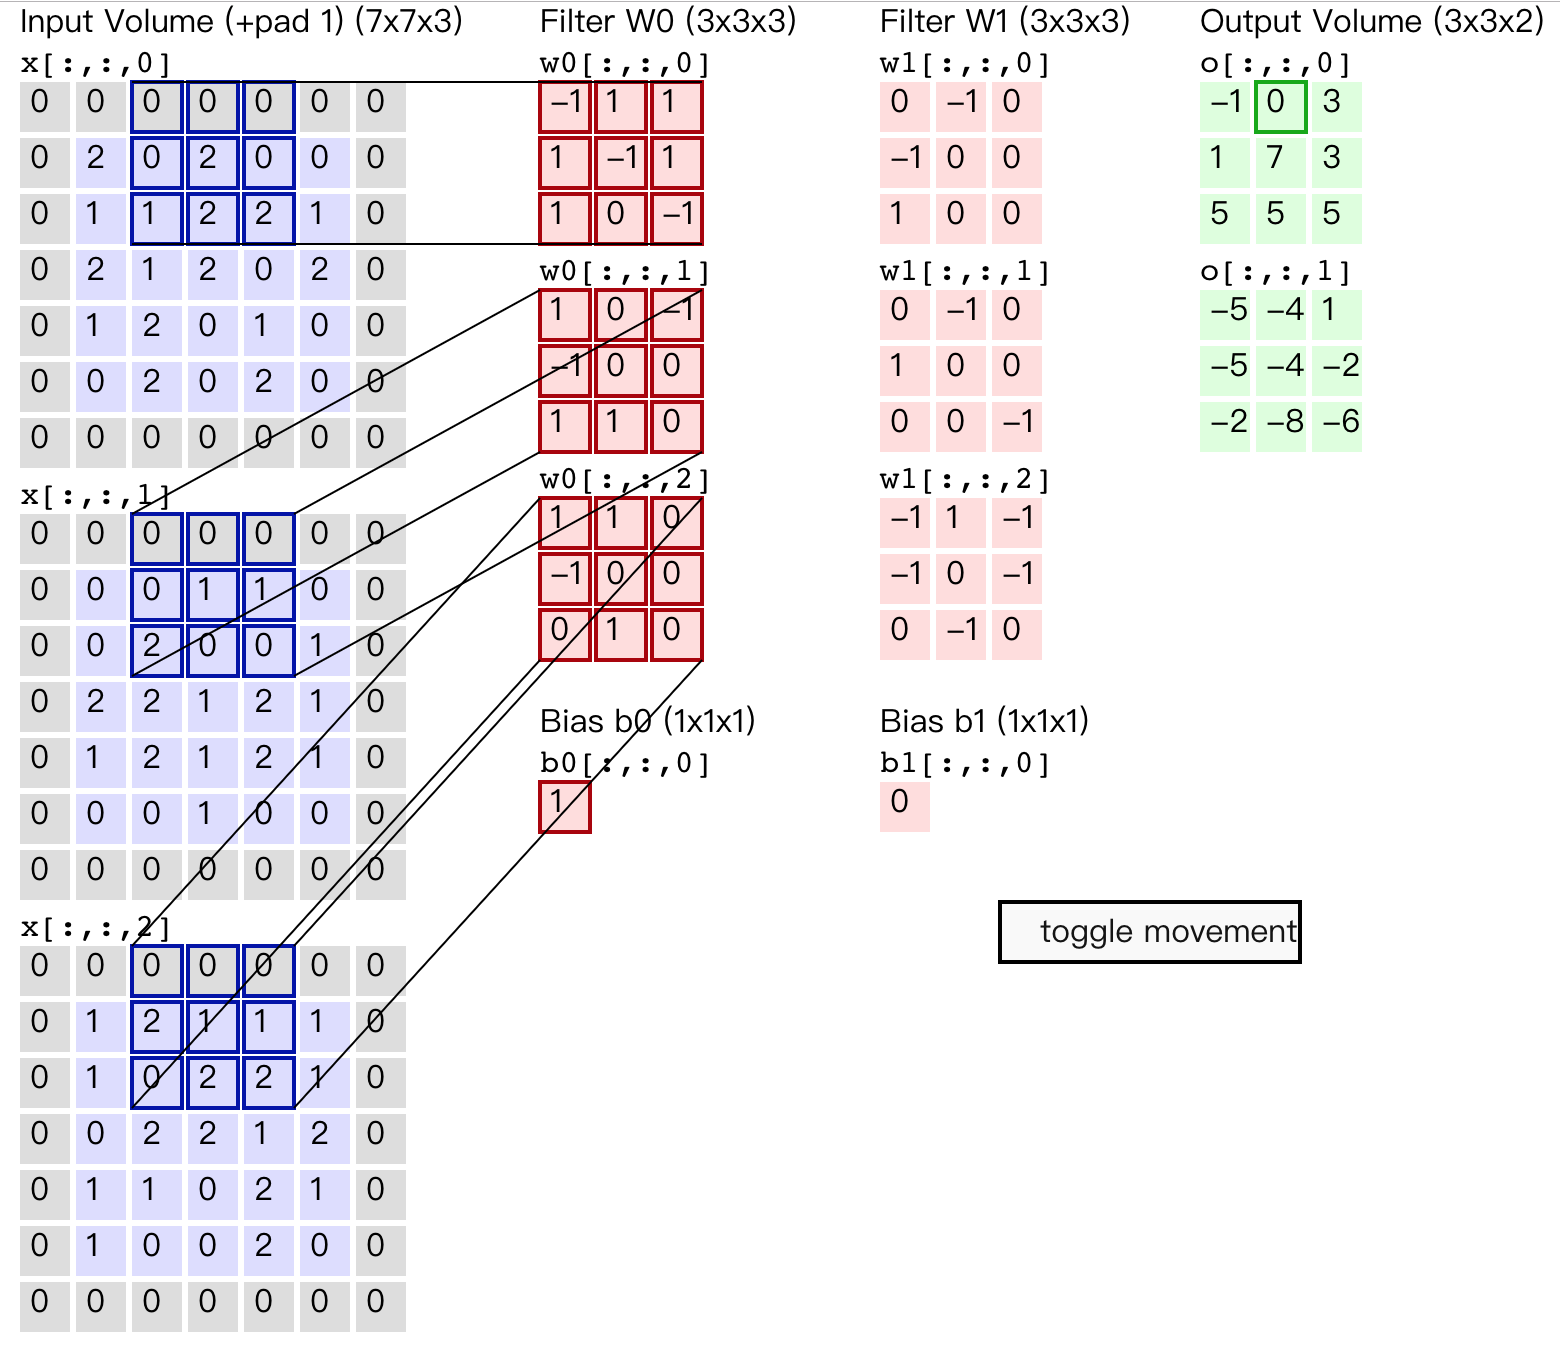 Input Volume (+pad 1) (7x7x3)
x[:,:,0]
0 0 0 0 0 0 0
0 2 0 2 0 0 0
0 1 1 2 2 1 0
0 2 1 2 0 2 0
0 1 2 0 1 0 0
0 0 2 0 2 0 0
0 0 0 0 0 0 0
x[:,:,1]
0 0 0 0 0 0 0
0 0 0 1 1 0 0
0 0 2 0 0 1 0
0 2 2 1 2 1 0
0 1 2 1 2 1 0
0 0 0 1 0 0 0
0 0 0 0 0 0 0
x[:,:,2]
0 0 0 0 0 0 0
0 1 2 1 1 1 0
0 1 0 2 2 1 0
0 0 2 2 1 2 0
0 1 1 0 2 1 0
0 1 0 0 2 0 0
0 0 0 0 0 0 0
Filter W0 (3x3x3)
w0[:,:,0]
−1 1 1
1 −1 1
1 0 −1
w0[:,:,1]
1 0 −1
−1 0 0
1 1 0
w0[:,:,2]
1 1 0
−1 0 0
0 1 0
Bias b0 (1x1x1)
b0[:,:,0]
1
Filter W1 (3x3x3)
w1[:,:,0]
0 −1 0
−1 0 0
1 0 0
w1[:,:,1]
0 −1 0
1 0 0
0 0 −1
w1[:,:,2]
−1 1 −1
−1 0 −1
0 −1 0
Bias b1 (1x1x1)
b1[:,:,0]
0
Output Volume (3x3x2)
o[:,:,0]
−1 0 3
1 7 3
5 5 5
o[:,:,1]
−5 −4 1
−5 −4 −2
−2 −8 −6
toggle movement